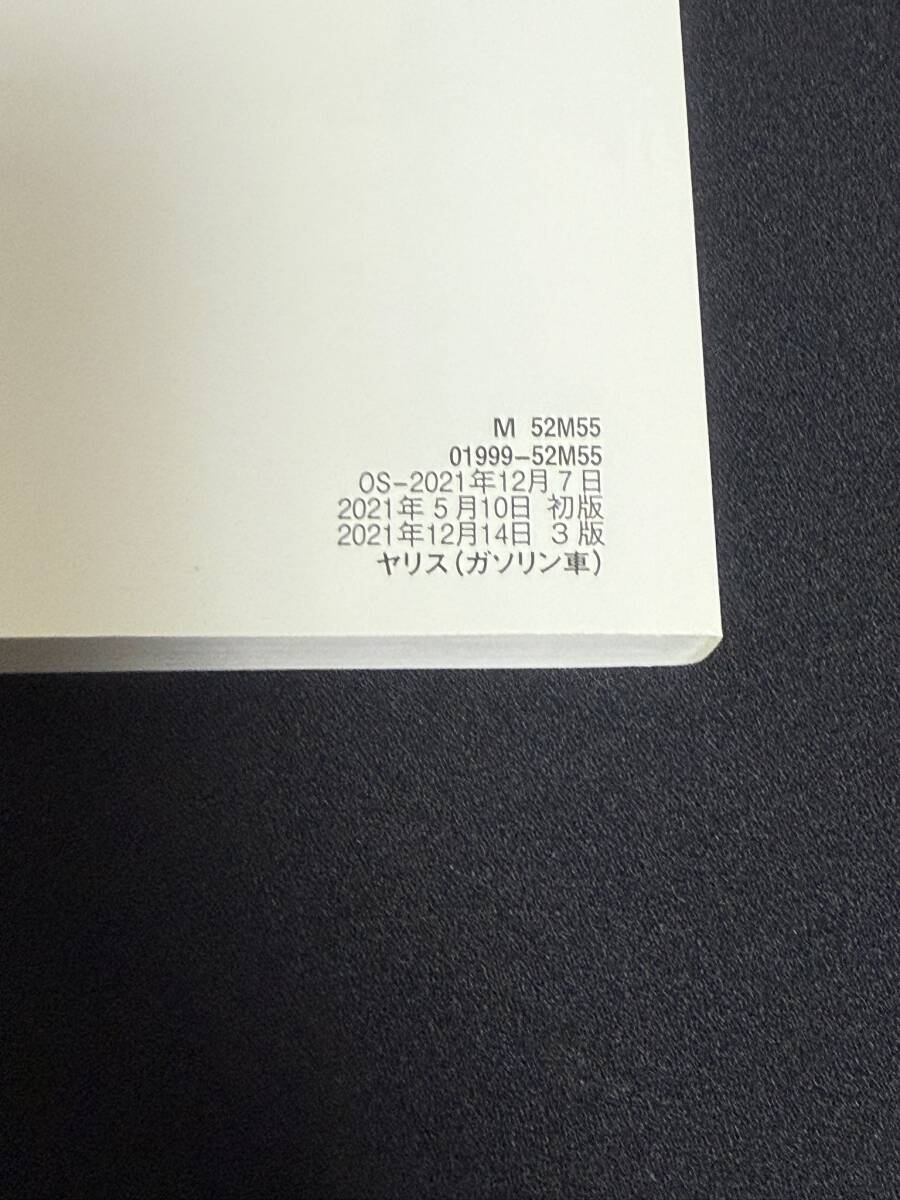 M 52M55
01999-52M55
OS-2021年12月7日
2021年5月10日 初版
2021年12月14日 3版
ヤリス(ガソリン車)